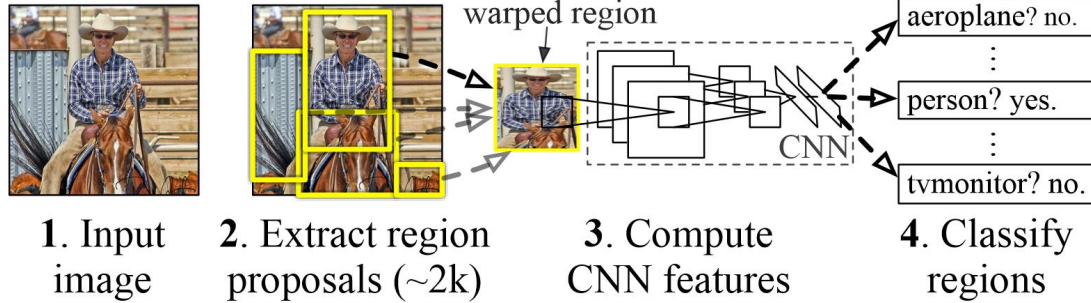 warped region
aeroplane? no.
person? yes.
CNN
tvmonitor? no.
1. Input
image
2. Extract region
proposals (~2k)
3. Compute
CNN features
4. Classify
regions